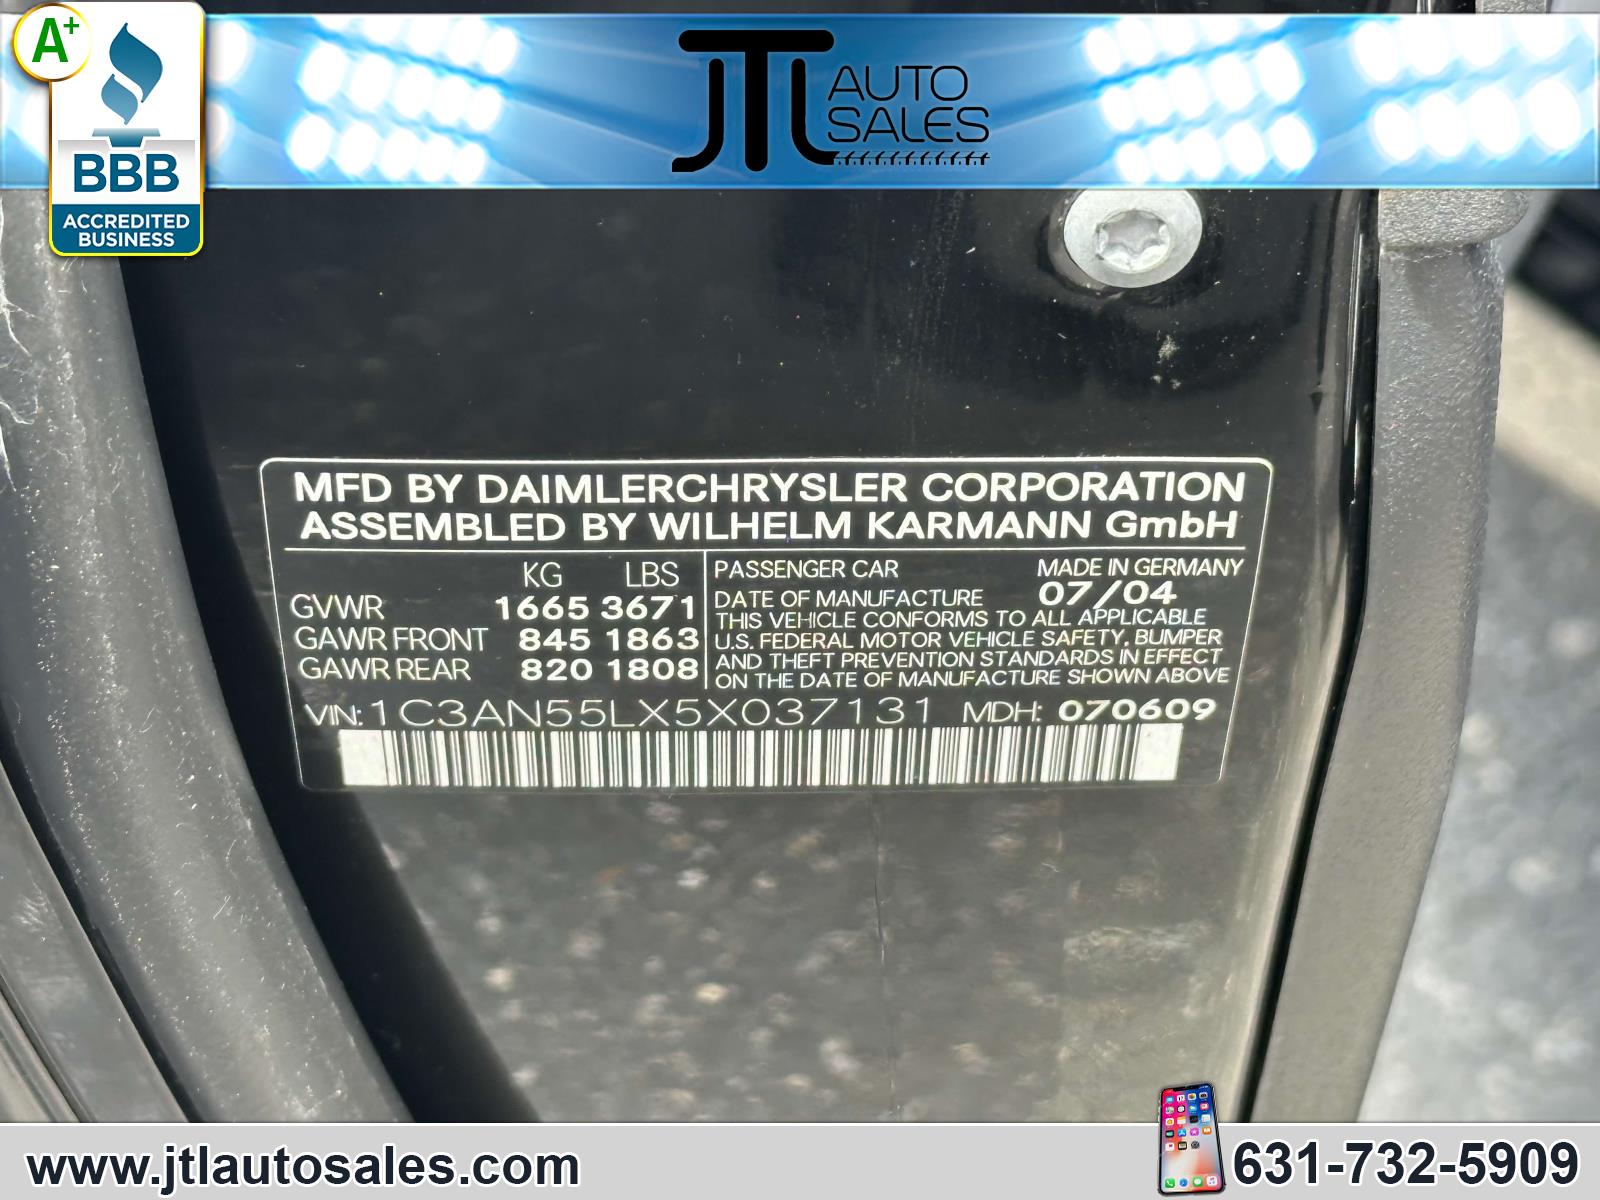 A+
BBB
ACCREDITED
BUSINESS
JTL AUTO
SALES
MFD BY DAIMLERCHRYSLER CORPORATION
ASSEMBLED BY WILHELM KARMANN GmbH
KG LBS
GVWR 1665 3671
GAWR FRONT 845 1863
GAWR REAR 820 1808
PASSENGER CAR MADE IN GERMANY
DATE OF MANUFACTURE 07/04
THIS VEHICLE CONFORMS TO ALL APPLICABLE
U.S. FEDERAL MOTOR VEHICLE SAFETY, BUMPER
AND THEFT PREVENTION STANDARDS IN EFFECT
ON THE DATE OF MANUFACTURE SHOWN ABOVE
VIN: 1C3AN55LX5X037131 MDH: 070609
www.jtlautosales.com
631-732-5909